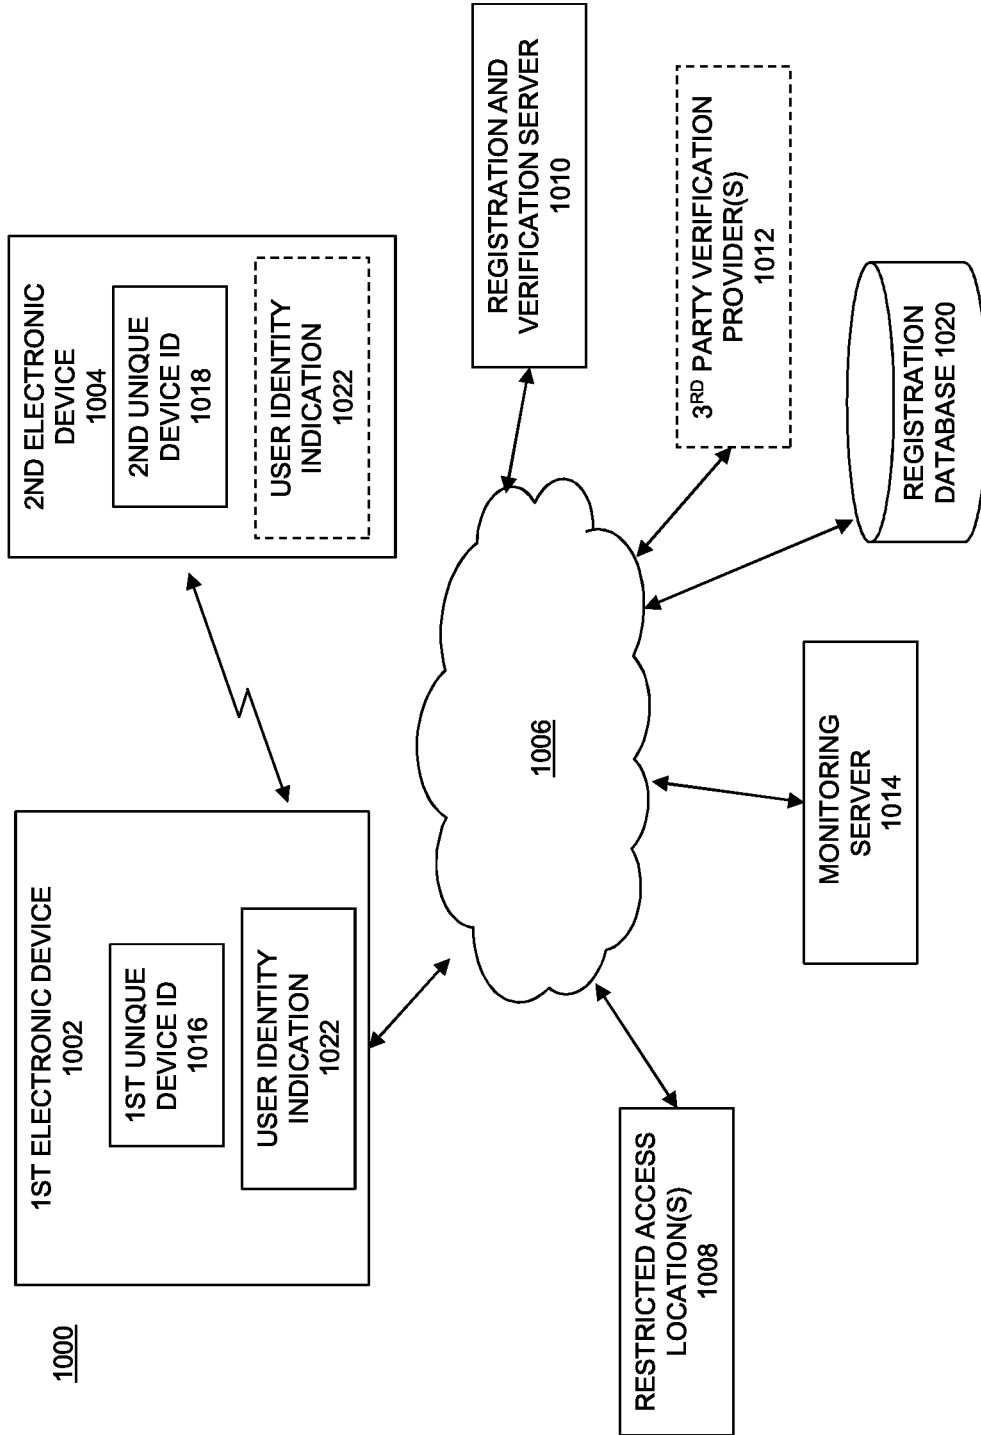 1000
1ST ELECTRONIC DEVICE
1002
1ST UNIQUE
DEVICE ID
1016
USER IDENTITY
INDICATION
1022
2ND ELECTRONIC
DEVICE
1004
2ND UNIQUE
DEVICE ID
1018
USER IDENTITY
INDICATION
1022
1006
RESTRICTED ACCESS
LOCATION(S)
1008
MONITORING
SERVER
1014
REGISTRATION
DATABASE 1020
3RD PARTY VERIFICATION
PROVIDER(S)
1012
REGISTRATION AND
VERIFICATION SERVER
1010